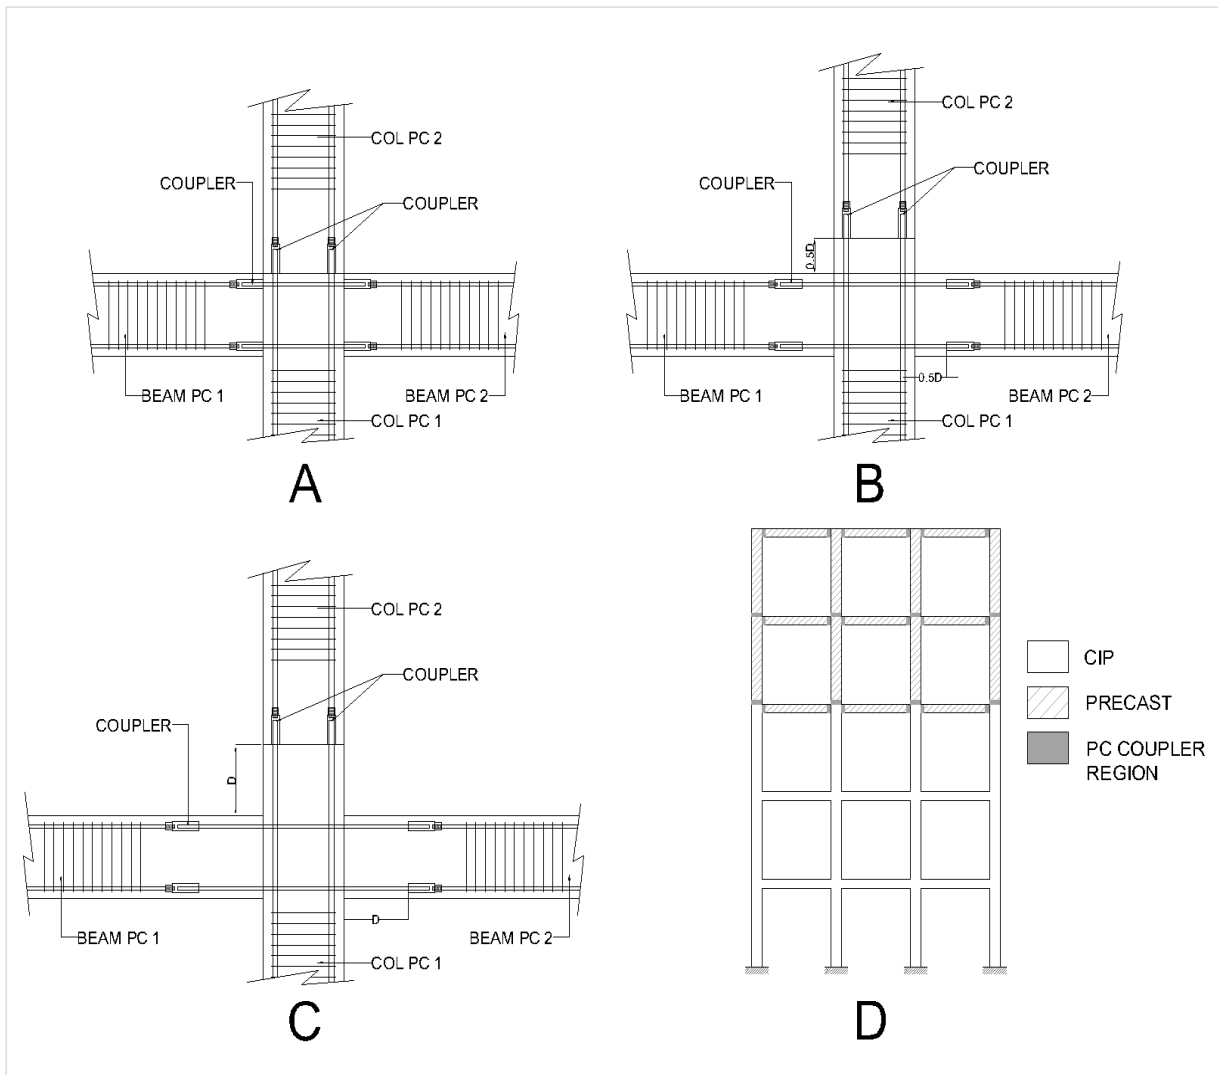 COL PC 2
COUPLER
COUPLER
BEAM PC 1
BEAM PC 2
COL PC 1
A
COL PC 2
COUPLER
COUPLER
0.5D
BEAM PC 1
0.5D
BEAM PC 2
COL PC 1
B
COL PC 2
COUPLER
COUPLER
D
D
BEAM PC 1
BEAM PC 2
COL PC 1
C
CIP
PRECAST
PC COUPLER
REGION
D